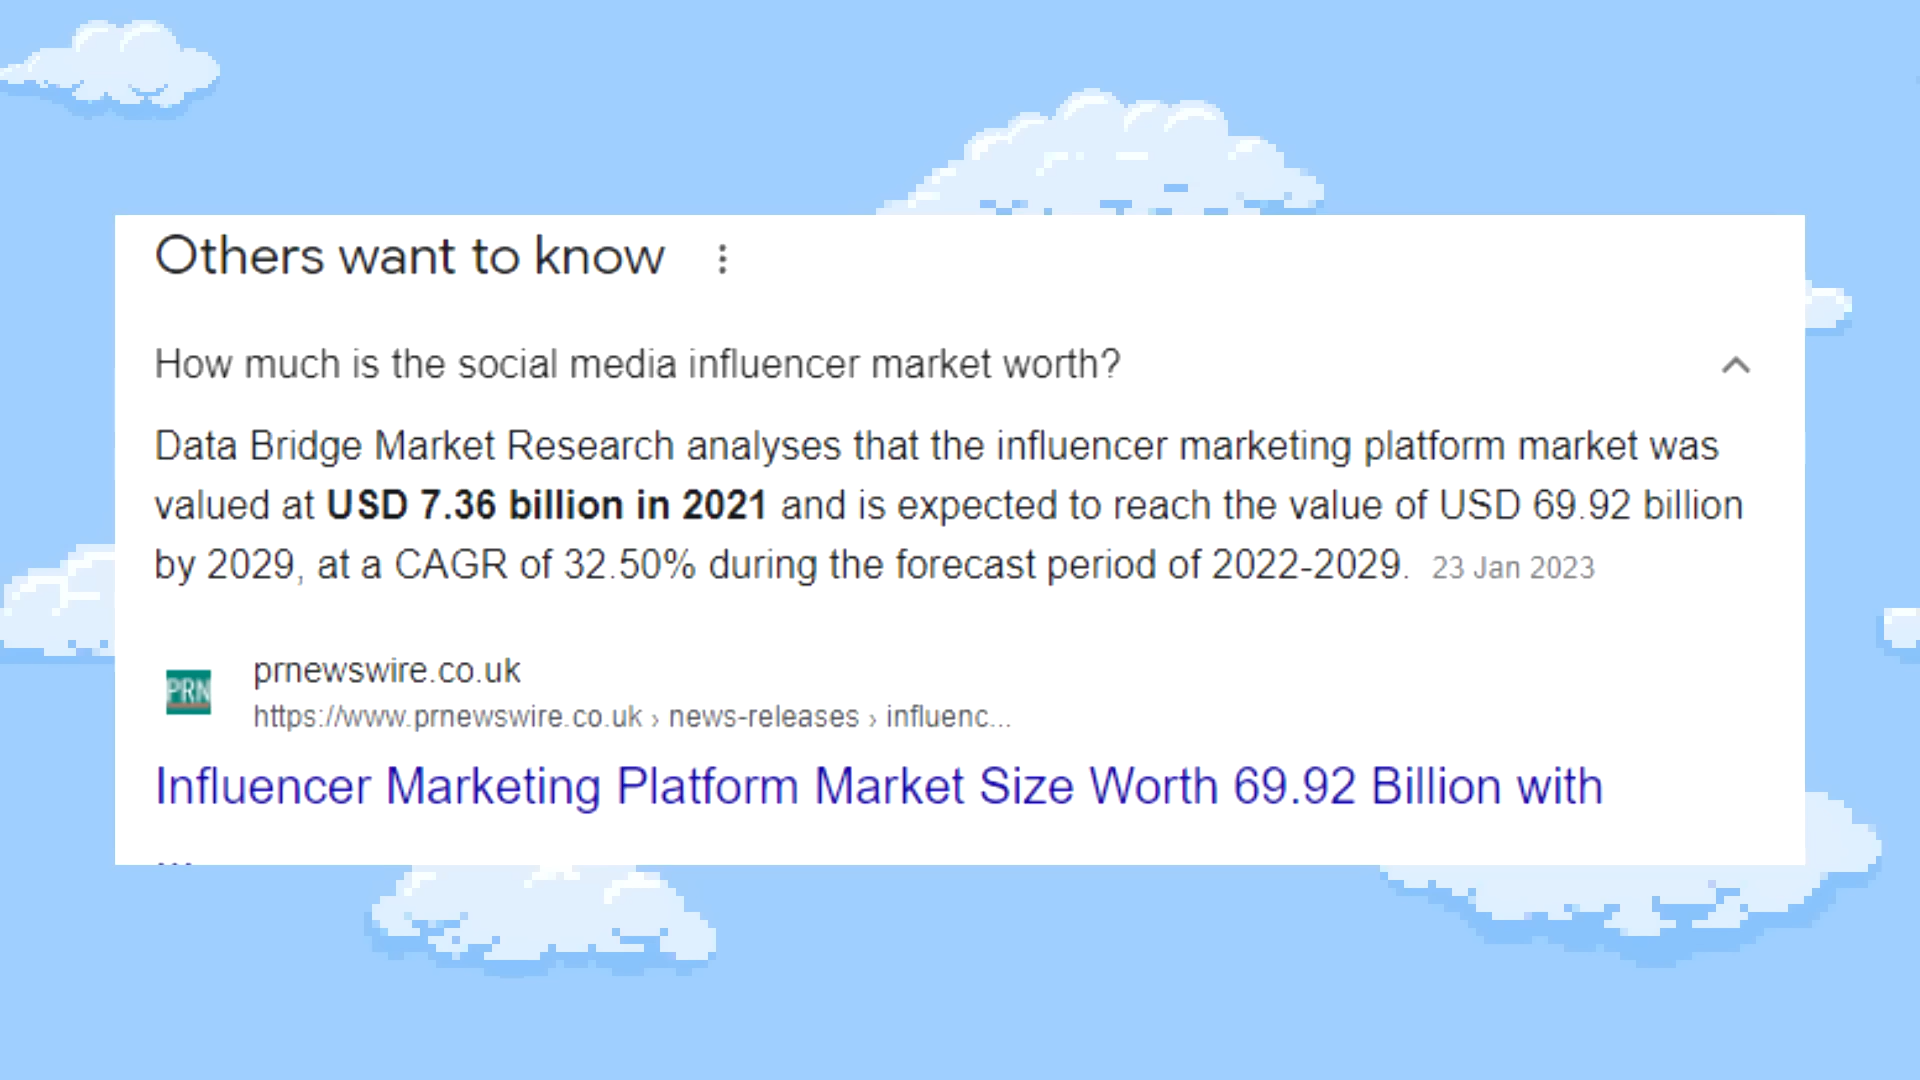 Others want to know
How much is the social media influencer market worth?
Data Bridge Market Research analyses that the influencer marketing platform market was
valued at USD 7.36 billion in 2021 and is expected to reach the value of USD 69.92 billion
by 2029, at a CAGR of 32.50% during the forecast period of 2022-2029. 23 Jan 2023
PRN
prnewswire.co.uk
https://www.prnewswire.co.uk › news-releases › influenc...
Influencer Marketing Platform Market Size Worth 69.92 Billion with
...